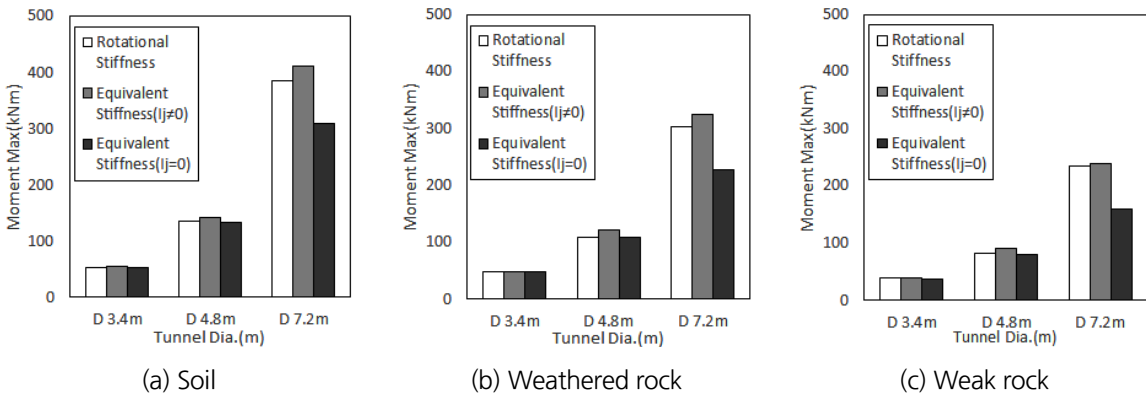 500
400
300
200
100
0
Moment Max(kNm)
Rotational
Stiffness
Equivalent
Stiffness(Ij≠0)
Equivalent
Stiffness(Ij=0)
D 3.4m
D 4.8m
D 7.2m
Tunnel Dia.(m)
(a) Soil
500
400
300
200
100
0
Moment Max(kNm)
Rotational
Stiffness
Equivalent
Stiffness(Ij≠0)
Equivalent
Stiffness(Ij=0)
D 3.4m
D 4.8m
D 7.2m
Tunnel Dia.(m)
(b) Weathered rock
500
400
300
200
100
0
Moment Max(kNm)
Rotational
Stiffness
Equivalent
Stiffness(Ij≠0)
Equivalent
Stiffness(Ij=0)
D 3.4m
D 4.8m
D 7.2m
Tunnel Dia.(m)
(c) Weak rock